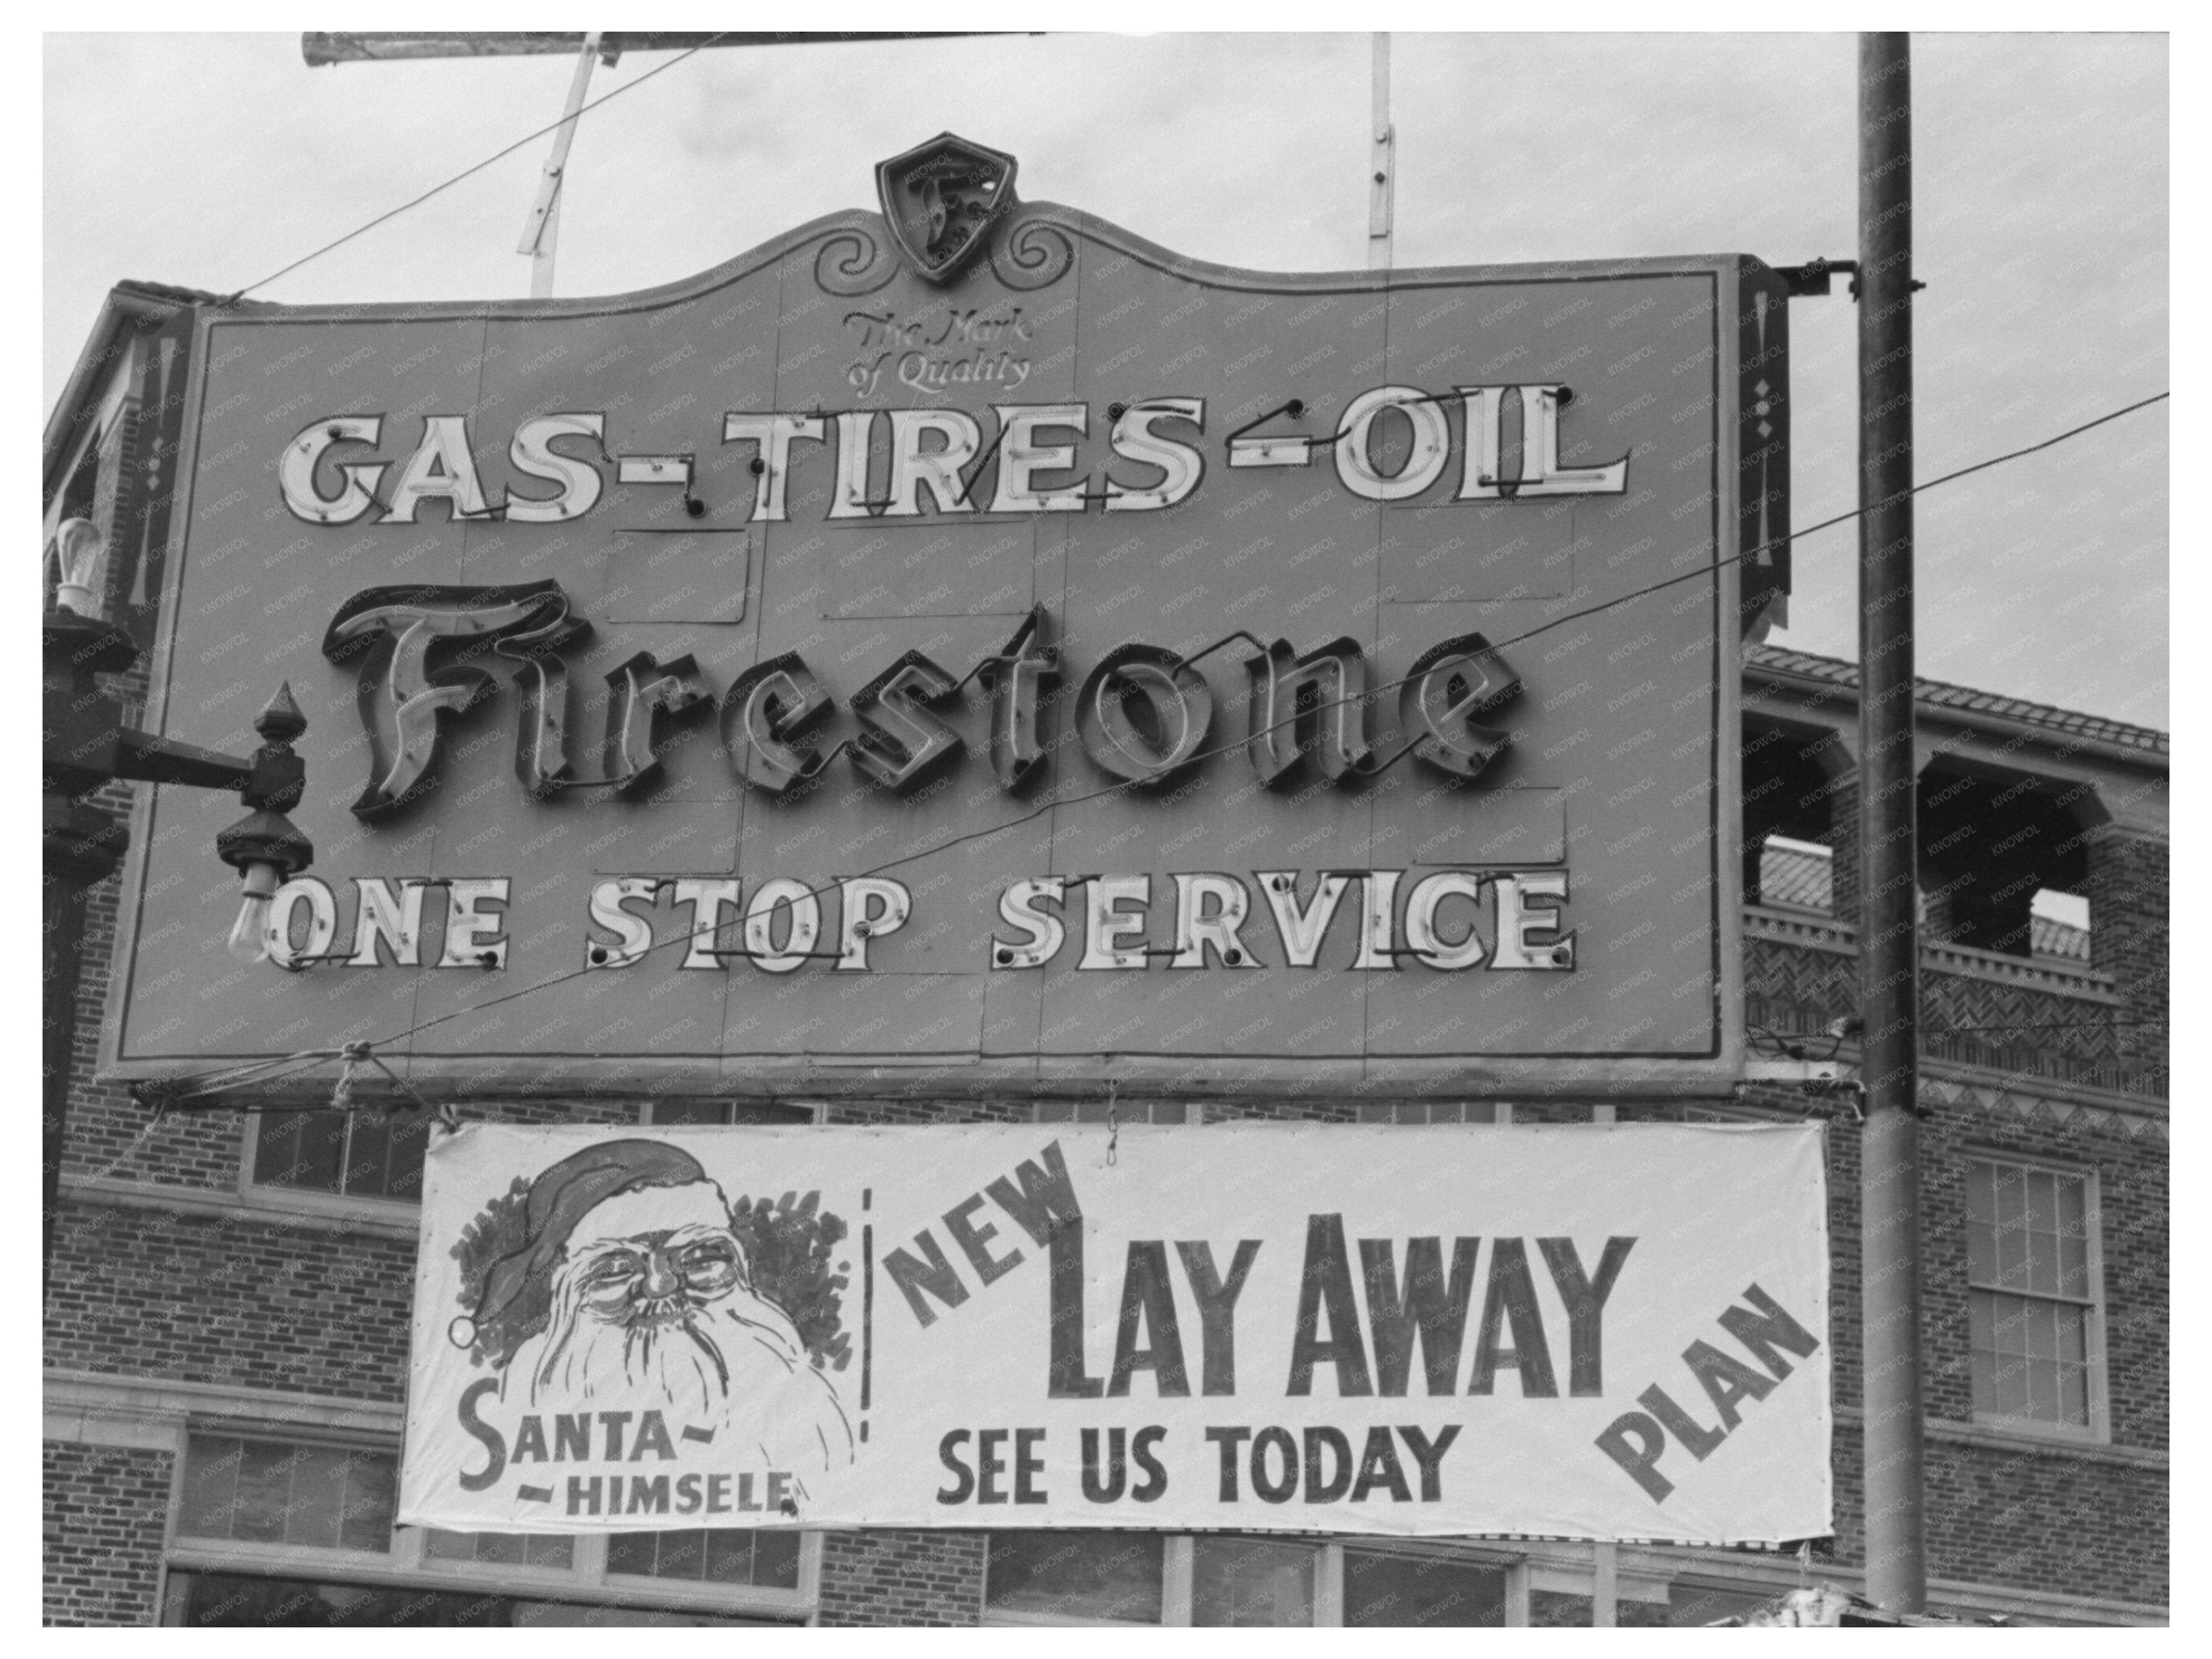 F
The Mark
of Quality
GAS-TIRES-OIL
Firestone
ONE STOP SERVICE
NEW
LAY AWAY
PLAN
SEE US TODAY
SANTA~
~HIMSELF
KNOWOL